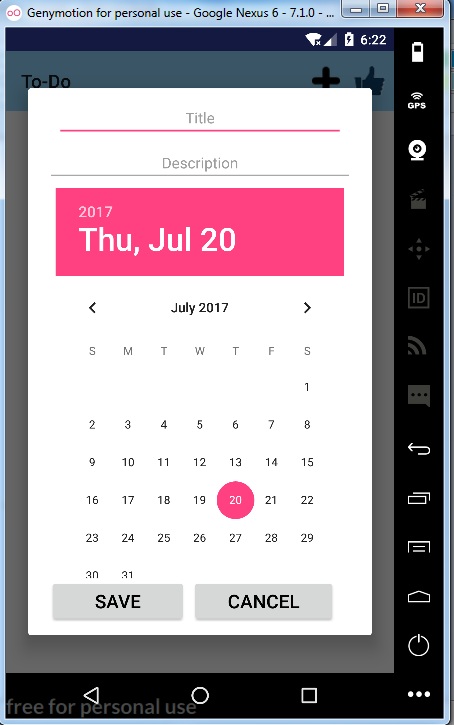 Genymotion for personal use - Google Nexus 6 - 7.1.0 - ...
6:22
To-Do
GPS
Title
Description
2017
Thu, Jul 20
July 2017
S M T W T F S
1
2 3 4 5 6 7 8
9 10 11 12 13 14 15
16 17 18 19 20 21 22
23 24 25 26 27 28 29
30 31
ID
SAVE CANCEL
free for personal use